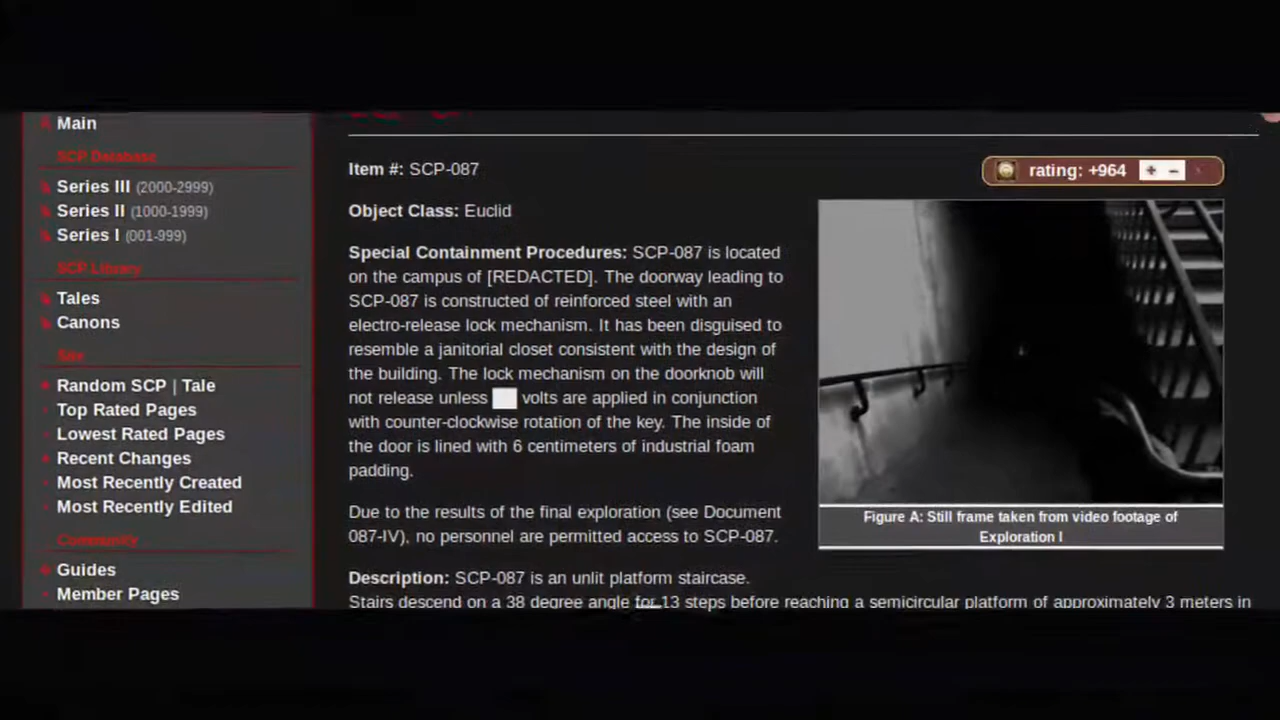 Main
SCP Database
Series III (2000-2999)
Series II (1000-1999)
Series I (001-999)
SCP Library
Tales
Canons
Site
Random SCP | Tale
Top Rated Pages
Lowest Rated Pages
Recent Changes
Most Recently Created
Most Recently Edited
Community
Guides
Member Pages
Item #: SCP-087
rating: +964 + −
Object Class: Euclid
Special Containment Procedures: SCP-087 is located
on the campus of [REDACTED]. The doorway leading to
SCP-087 is constructed of reinforced steel with an
electro-release lock mechanism. It has been disguised to
resemble a janitorial closet consistent with the design of
the building. The lock mechanism on the doorknob will
not release unless volts are applied in conjunction
with counter-clockwise rotation of the key. The inside of
the door is lined with 6 centimeters of industrial foam
padding.
Due to the results of the final exploration (see Document
087-IV), no personnel are permitted access to SCP-087.
Description: SCP-087 is an unlit platform staircase.
Stairs descend on a 38 degree angle for 13 steps before reaching a semicircular platform of approximately 3 meters in
Figure A: Still frame taken from video footage of
Exploration I